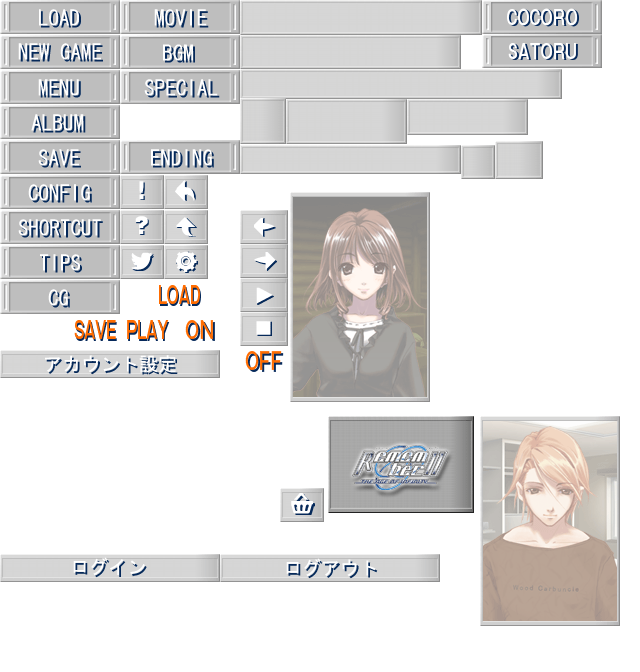 LOAD
MOVIE
COCORO
NEW GAME
BGM
SATORU
MENU
SPECIAL
ALBUM
SAVE
ENDING
CONFIG
!
SHORTCUT
?
TIPS
CG
LOAD
SAVE PLAY ON
OFF
アカウント設定
Rememberll
THE AGE OF INFINITY
ログイン
ログアウト